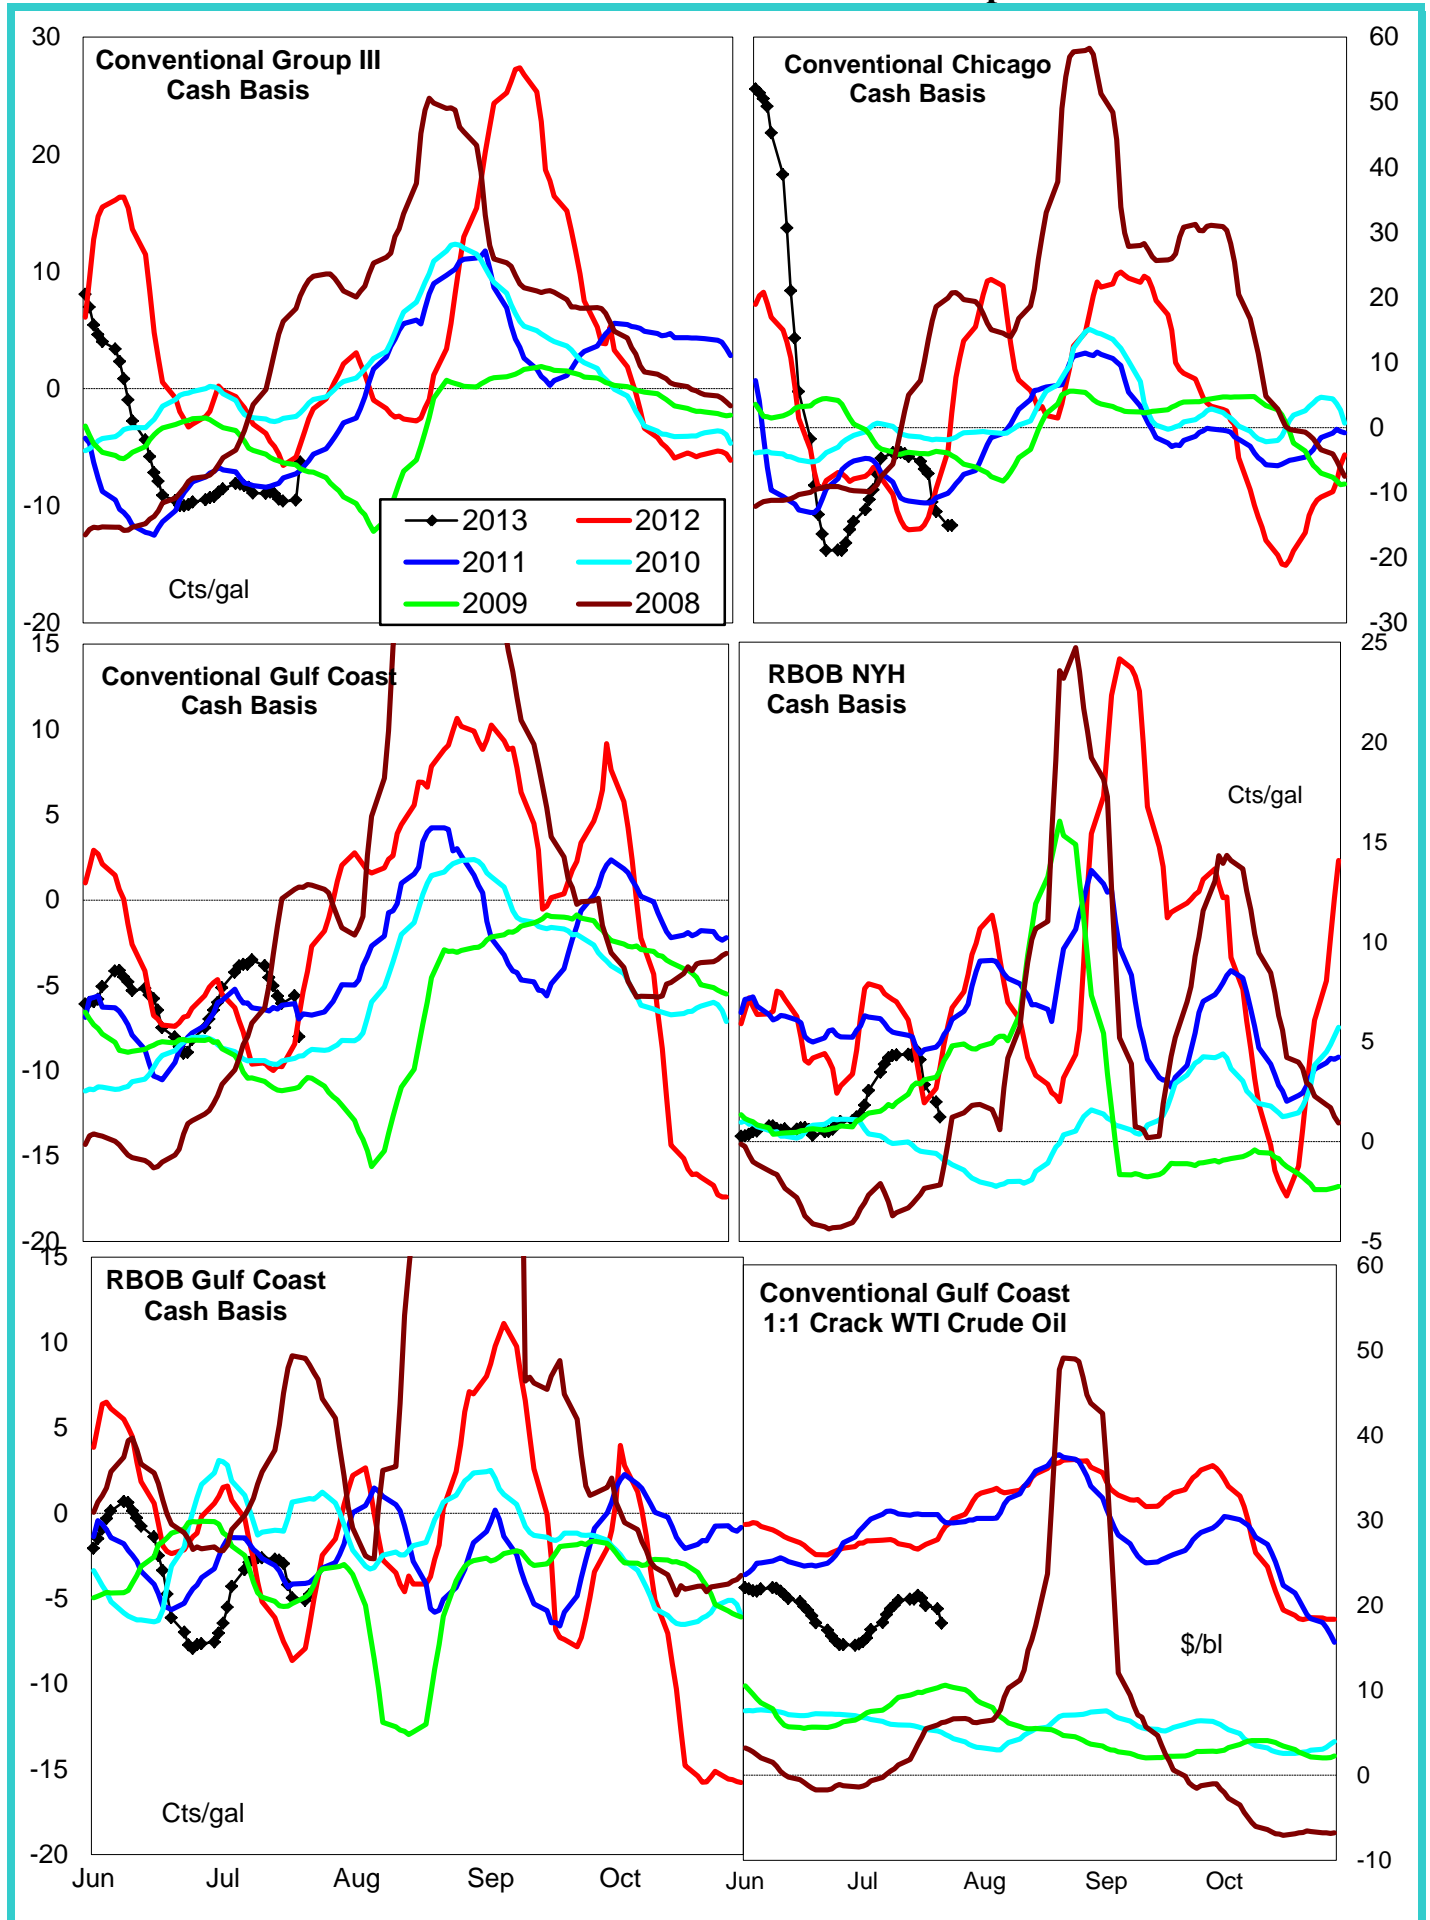 Conventional Group III
Cash Basis
30
20
10
0
-10
-20
Cts/gal
2013
2012
2011
2010
2009
2008
Conventional Chicago
Cash Basis
60
50
40
30
20
10
0
-10
-20
-30
Conventional Gulf Coast
Cash Basis
15
10
5
0
-5
-10
-15
-20
RBOB NYH
Cash Basis
Cts/gal
25
20
15
10
5
0
-5
RBOB Gulf Coast
Cash Basis
15
10
5
0
-5
-10
-15
-20
Cts/gal
Jun Jul Aug Sep Oct
Conventional Gulf Coast
1:1 Crack WTI Crude Oil
60
50
40
30
20
10
0
-10
$/bl
Jun Jul Aug Sep Oct